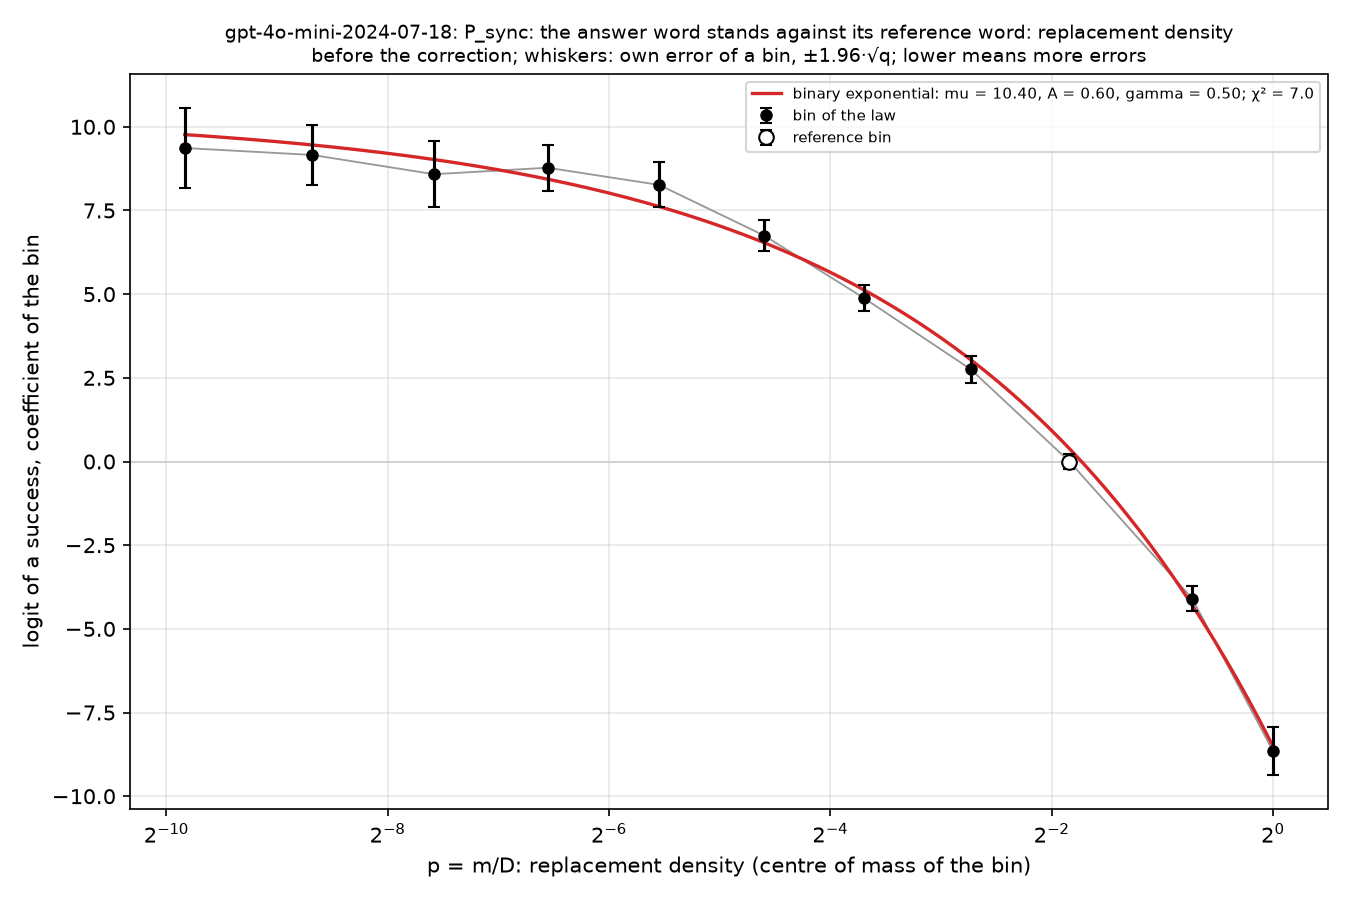 gpt-4o-mini-2024-07-18: P_sync: the answer word stands against its reference word: replacement density
before the correction; whiskers: own error of a bin, ±1.96·√q; lower means more errors
binary exponential: mu = 10.40, A = 0.60, gamma = 0.50; χ² = 7.0
bin of the law
reference bin
logit of a success, coefficient of the bin
10.0
7.5
5.0
2.5
0.0
−2.5
−5.0
−7.5
−10.0
2⁻¹⁰ 2⁻⁸ 2⁻⁶ 2⁻⁴ 2⁻² 2⁰
p = m/D: replacement density (centre of mass of the bin)